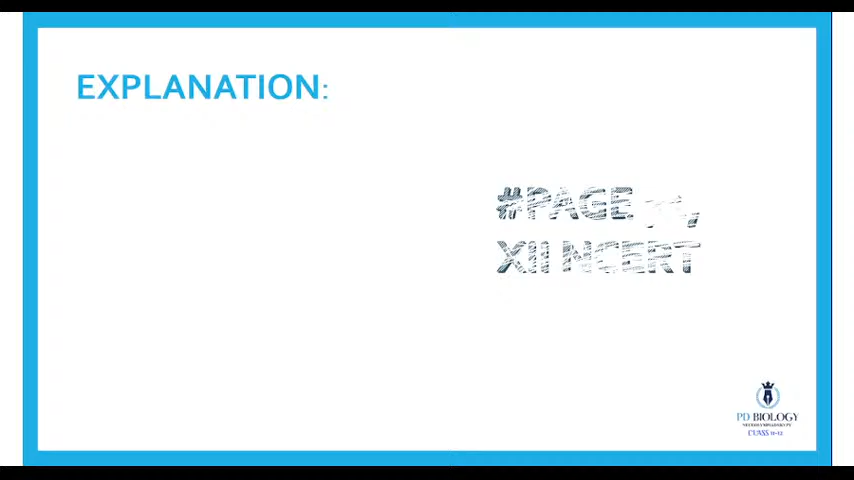 EXPLANATION:
#PAGE
XII NCERT
PD BIOLOGY
CLASS 11-12